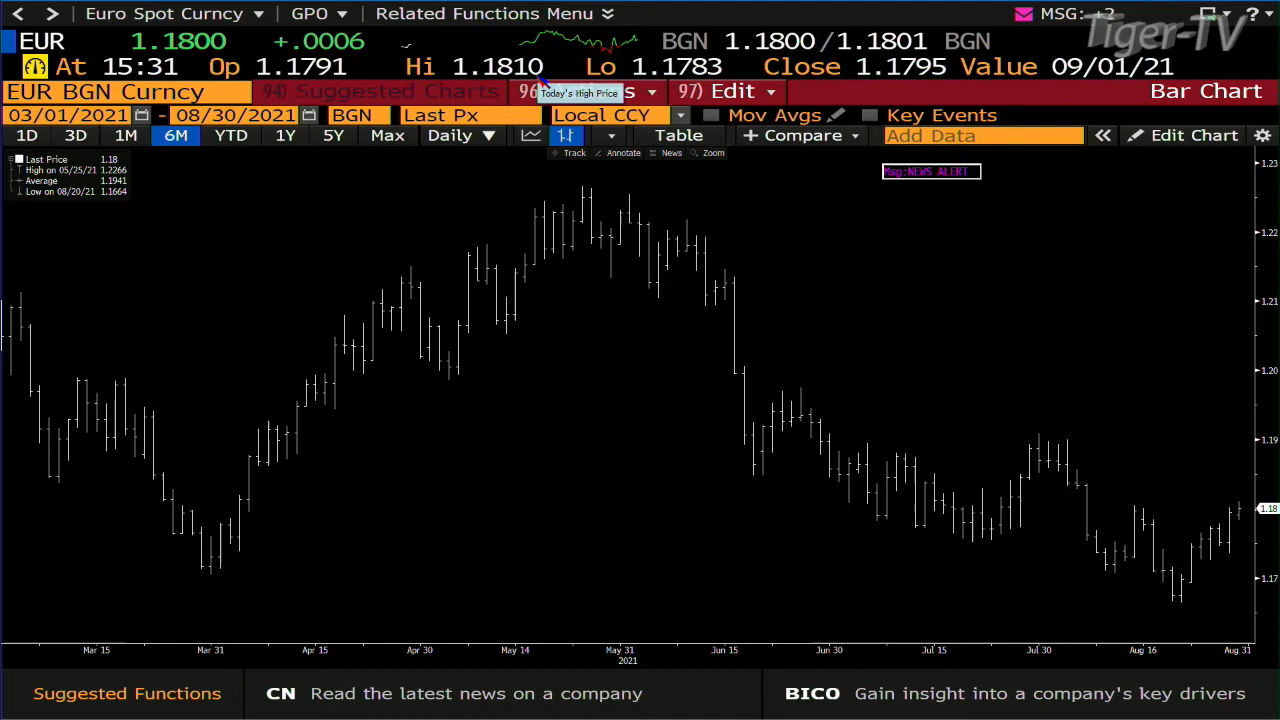 < > Euro Spot Curncy ▾ | GPO ▾ | Related Functions Menu MSG: +2 ? ▾
Tiger-TV
EUR 1.1800 +.0006 BGN 1.1800/1.1801 BGN
At 15:31 Op 1.1791 Hi 1.1810 Lo 1.1783 Close 1.1795 Value 09/01/21
EUR BGN Curncy 94) Suggested Charts 96 s 97) Edit Bar Chart
Today's High Price
03/01/2021 - 08/30/2021 BGN Last Px Local CCY Mov Avgs Key Events
1D 3D 1M 6M YTD 1Y 5Y Max Daily ▼ Table + Compare Add Data « Edit Chart
Track Annotate News Zoom
Last Price 1.18
High on 05/25/21 1.2266
Average 1.1941
Low on 08/20/21 1.1664
Msg:NEWS ALERT
1.23
1.22
1.21
1.20
1.19
1.18
1.17
Mar 15 Mar 31 Apr 15 Apr 30 May 14 May 31 Jun 15 Jun 30 Jul 15 Jul 30 Aug 16 Aug 31
2021
Suggested Functions CN Read the latest news on a company BICO Gain insight into a company's key drivers